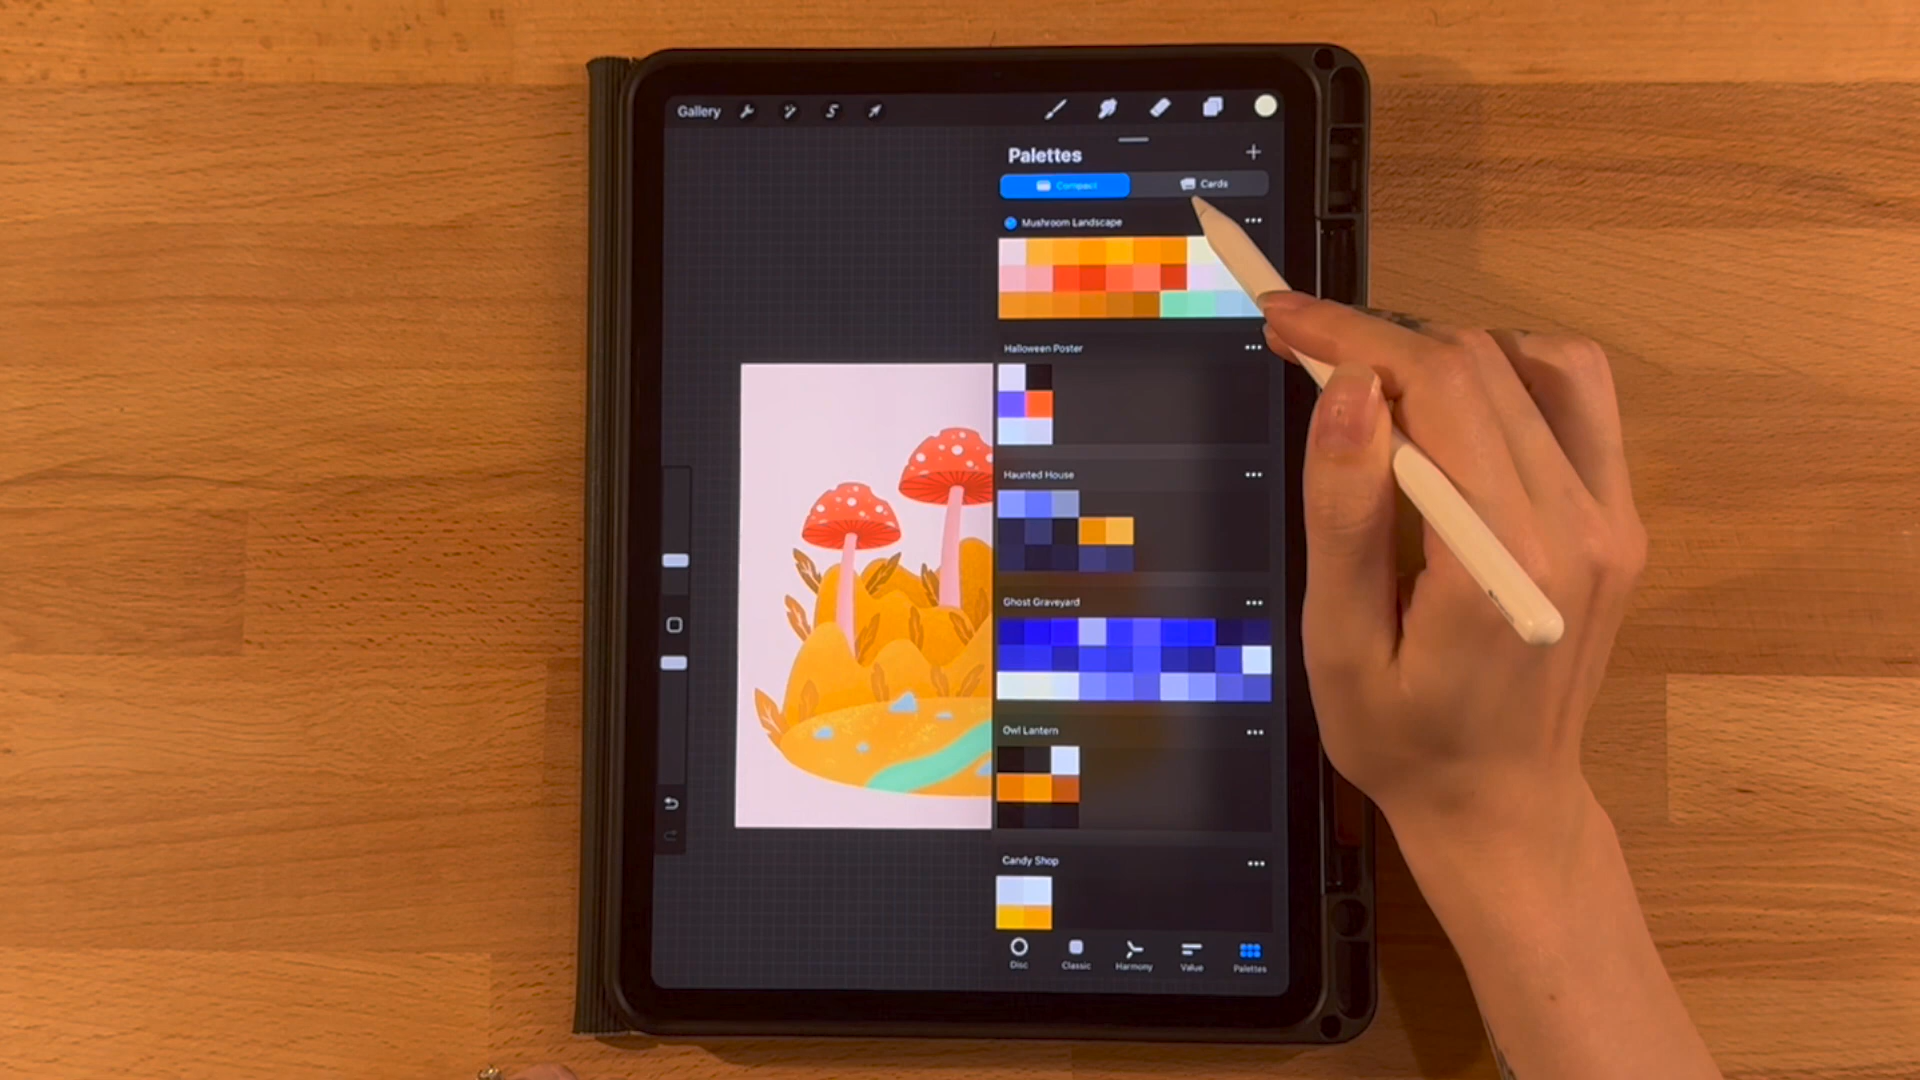 Gallery
Palettes
Compact
Cards
Mushroom Landscape
Halloween Poster
Haunted House
Ghost Graveyard
Owl Lantern
Candy Shop
Disc
Classic
Harmony
Value
Palettes